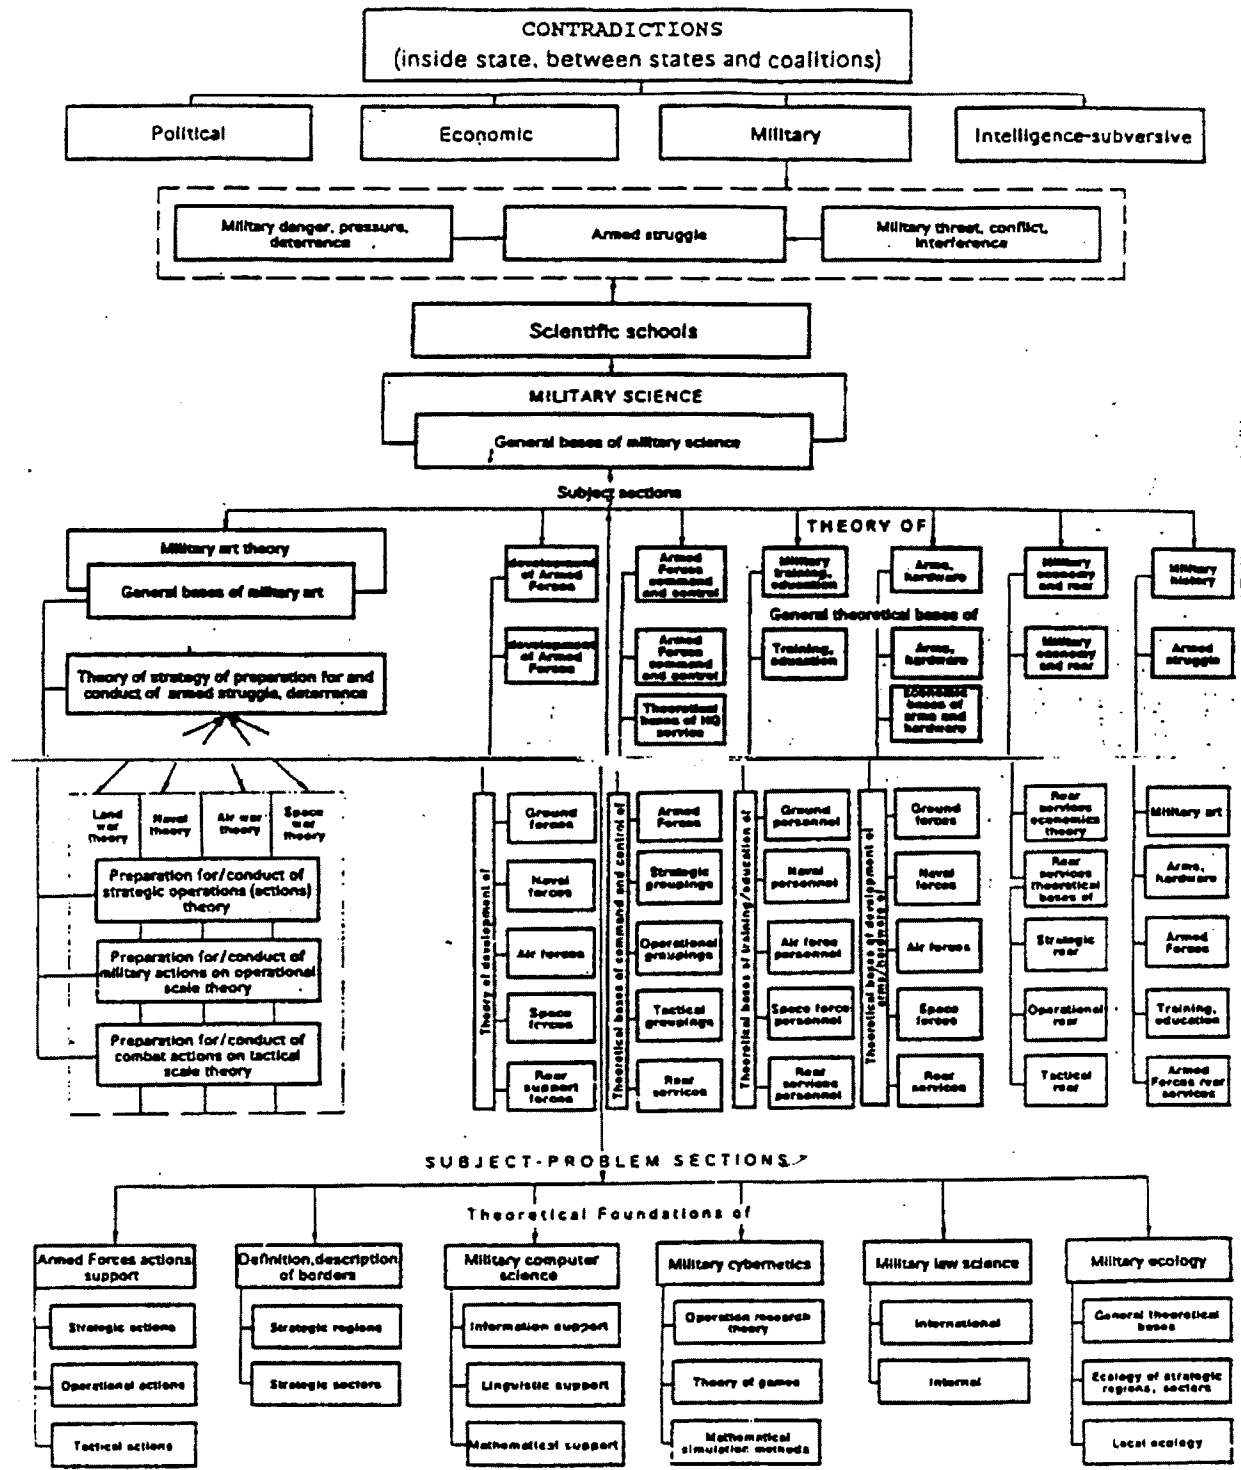 CONTRADICTIONS
(inside state, between states and coalitions)
Political
Economic
Military
Intelligence-subversive
Military danger, pressure,
deterrence
Armed struggle
Military threat, conflict,
interference
Scientific schools
MILITARY SCIENCE
General bases of military science
Subject sections
THEORY OF
Military art theory
General bases of military art
Theory of strategy of preparation for and
conduct of armed struggle, deterrence
development
of Armed
Forces
Armed
Forces
command
and control
Military
training,
education
Arms,
hardware
Military
economy
and rear
Military
history
General theoretical bases of
development
of Armed
Forces
Armed
Forces
command
and control
Training,
education
Arms,
hardware
Military
economy
and rear
Armed
struggle
Theoretical
bases of HQ
service
Economic
bases of
arms and
hardware
Land
war
theory
Naval
theory
Air war
theory
Space
war
theory
Preparation for/conduct of
strategic operations (actions)
theory
Preparation for/conduct of
military actions on operational
scale theory
Preparation for/conduct of
combat actions on tactical
scale theory
Theory of development of
Ground
forces
Naval
forces
Air forces
Space
forces
Rear
support
forces
Theoretical bases of command and control of
Armed
Forces
Strategic
groupings
Operational
groupings
Tactical
groupings
Rear
services
Theoretical bases of training/education of
Ground
personnel
Naval
personnel
Air force
personnel
Space force
personnel
Rear
services
personnel
Theoretical bases of development of
arms/hardware of
Ground
forces
Naval
forces
Air forces
Space
forces
Rear
services
Rear
services
economics
theory
Rear
services
theoretical
bases of
Strategic
rear
Operational
rear
Tactical
rear
Military art
Arms,
hardware
Armed
Forces
Training,
education
Armed
Forces rear
services
SUBJECT-PROBLEM SECTIONS
Theoretical Foundations of
Armed Forces actions
support
Strategic actions
Operational actions
Tactical actions
Definition, description
of borders
Strategic regions
Strategic sectors
Military computer
science
Information support
Linguistic support
Mathematical support
Military cybernetics
Operation research
theory
Theory of games
Mathematical
simulation methods
Military law science
International
Internal
Military ecology
General theoretical
bases
Ecology of strategic
regions, sectors
Local ecology